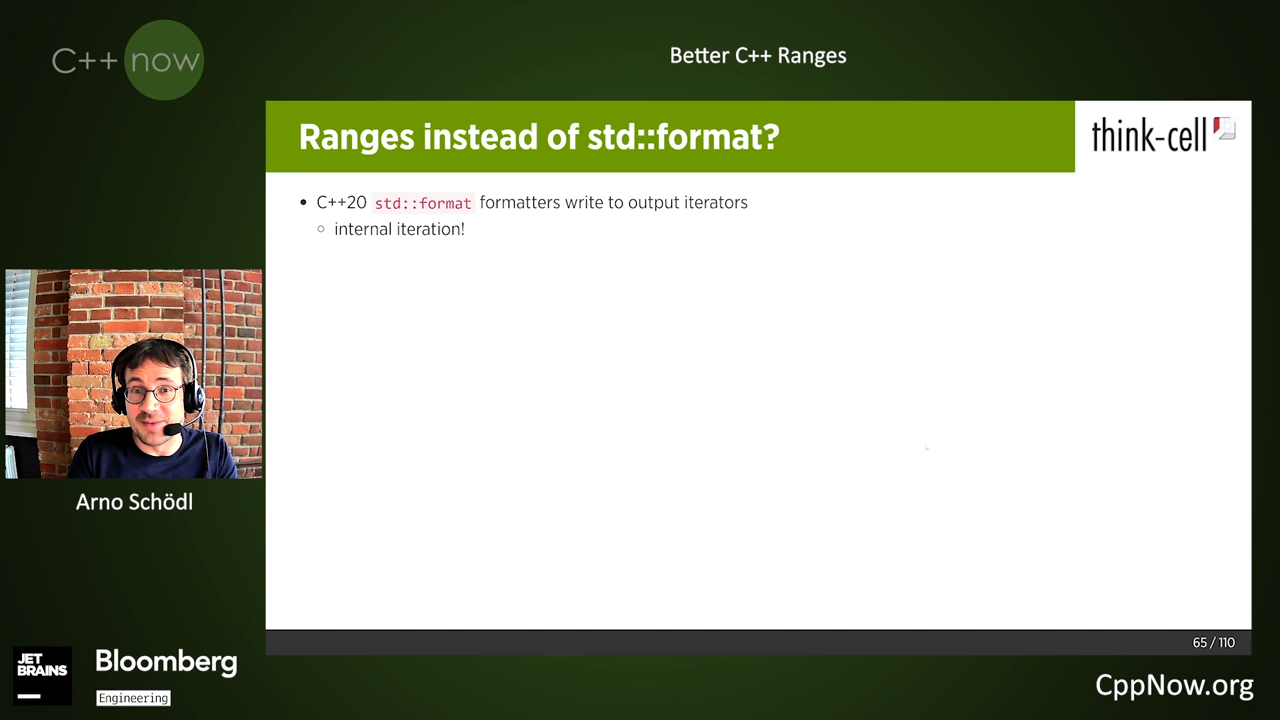 C++ now
Better C++ Ranges
Ranges instead of std::format?
think-cell
• C++20 std::format formatters write to output iterators
○ internal iteration!
Arno Schödl
65 / 110
JET
BRAINS
Bloomberg
Engineering
CppNow.org